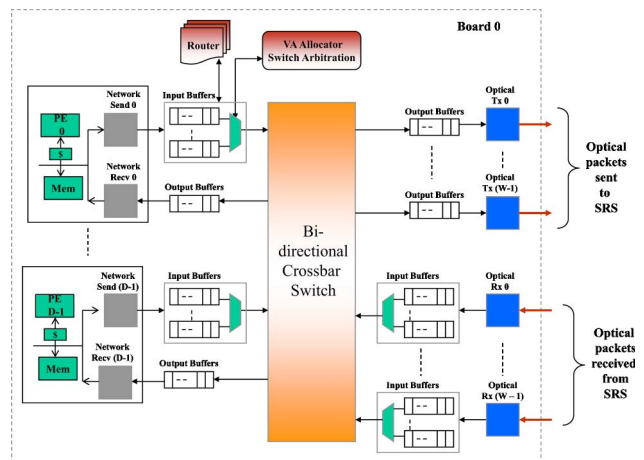 Board 0
Router
VA Allocator
Switch Arbitration
Network
Send 0
Input Buffers
PE
0
$
Mem
Network
Recv 0
Output Buffers
Output Buffers
Optical
Tx 0
Output Buffers
Optical
Tx (W-1)
Optical
packets
sent
to
SRS
Bi-
directional
Crossbar
Switch
Network
Send (D-1)
Input Buffers
PE
D-1
$
Mem
Network
Recv (D-1)
Output Buffers
Input Buffers
Optical
Rx 0
Input Buffers
Optical
Rx (W – 1)
Optical
packets
received
from
SRS